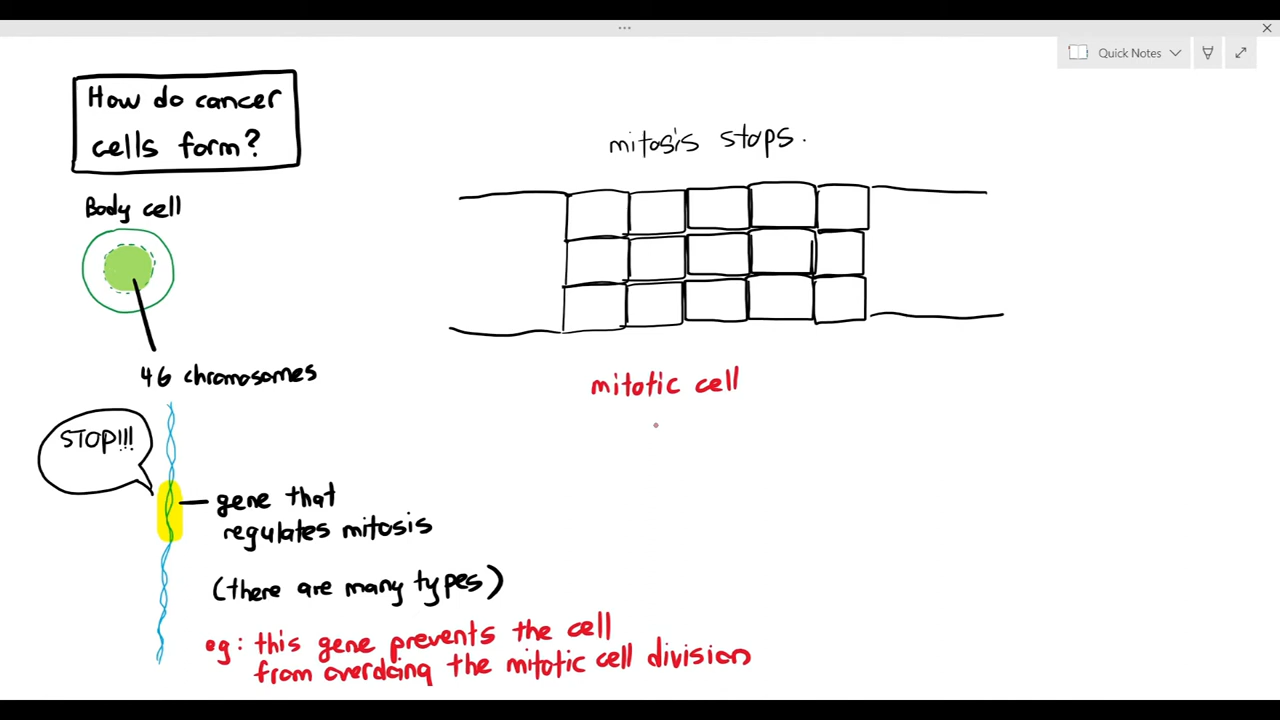 Quick Notes
How do cancer
cells form?
mitosis stops.
Body cell
46 chromosomes
mitotic cell
STOP!!!
gene that
regulates mitosis
(there are many types)
eg: this gene prevents the cell
from overdoing the mitotic cell division